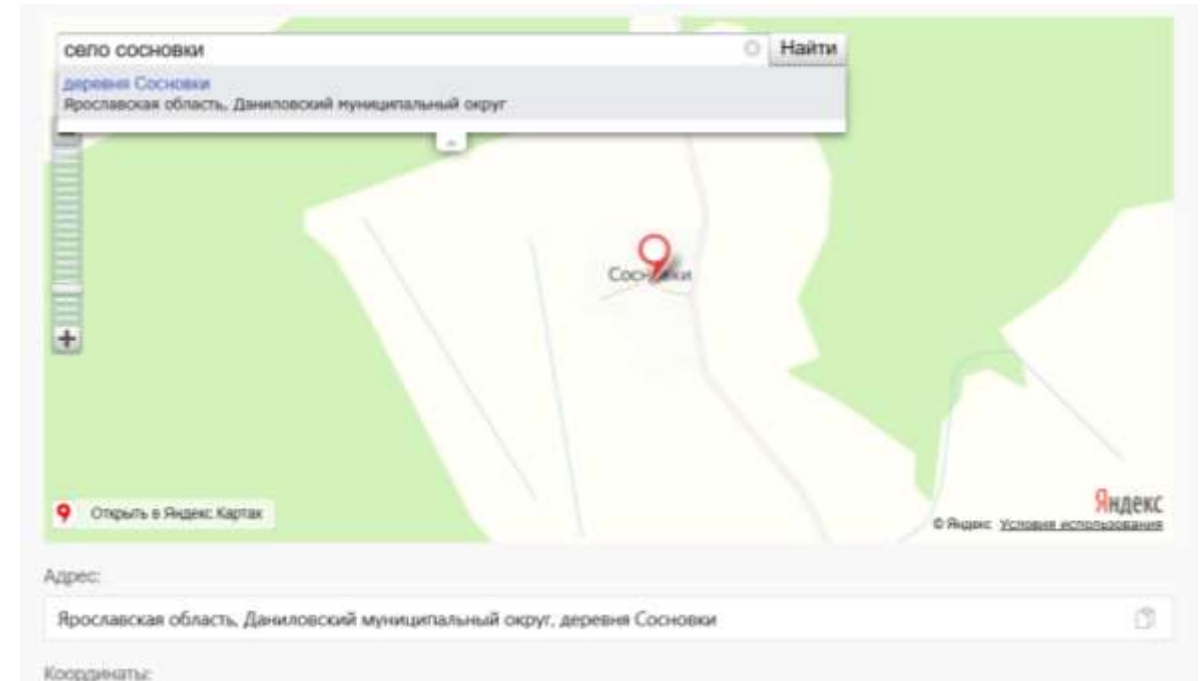 село сосновки
Найти
деревня Сосновки
Ярославская область, Даниловский муниципальный округ
Сосновки
Открыть в Яндекс Картах
Яндекс
© Яндекс Условия использования
Адрес:
Ярославская область, Даниловский муниципальный округ, деревня Сосновки
Координаты: